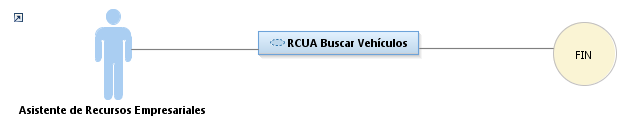 RCUA Buscar Vehículos
FIN
Asistente de Recursos Empresariales